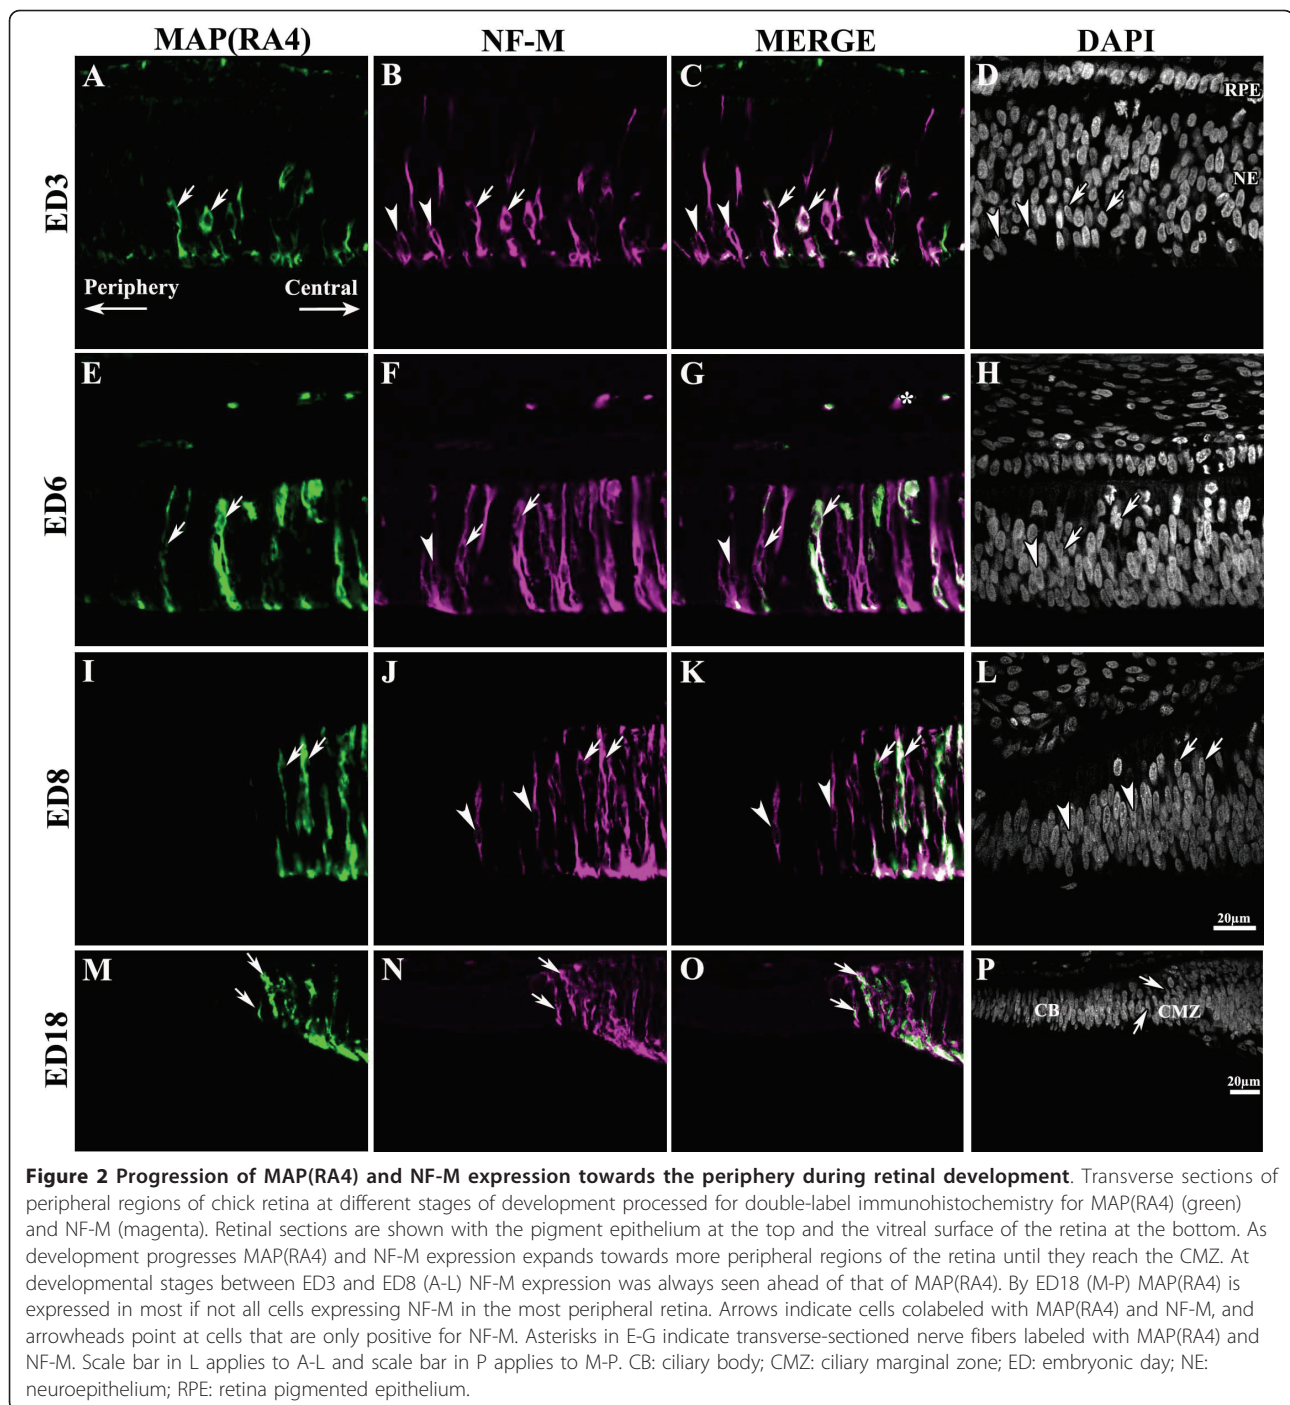 MAP(RA4) NF-M MERGE DAPI
ED3
A B C D
RPE
NE
Periphery Central
ED6
E F G H
*
ED8
I J K L
20µm
ED18
M N O P
CB CMZ
20µm
Figure 2 Progression of MAP(RA4) and NF-M expression towards the periphery during retinal development. Transverse sections of
peripheral regions of chick retina at different stages of development processed for double-label immunohistochemistry for MAP(RA4) (green)
and NF-M (magenta). Retinal sections are shown with the pigment epithelium at the top and the vitreal surface of the retina at the bottom. As
development progresses MAP(RA4) and NF-M expression expands towards more peripheral regions of the retina until they reach the CMZ. At
developmental stages between ED3 and ED8 (A-L) NF-M expression was always seen ahead of that of MAP(RA4). By ED18 (M-P) MAP(RA4) is
expressed in most if not all cells expressing NF-M in the most peripheral retina. Arrows indicate cells colabeled with MAP(RA4) and NF-M, and
arrowheads point at cells that are only positive for NF-M. Asterisks in E-G indicate transverse-sectioned nerve fibers labeled with MAP(RA4) and
NF-M. Scale bar in L applies to A-L and scale bar in P applies to M-P. CB: ciliary body; CMZ: ciliary marginal zone; ED: embryonic day; NE:
neuroepithelium; RPE: retina pigmented epithelium.